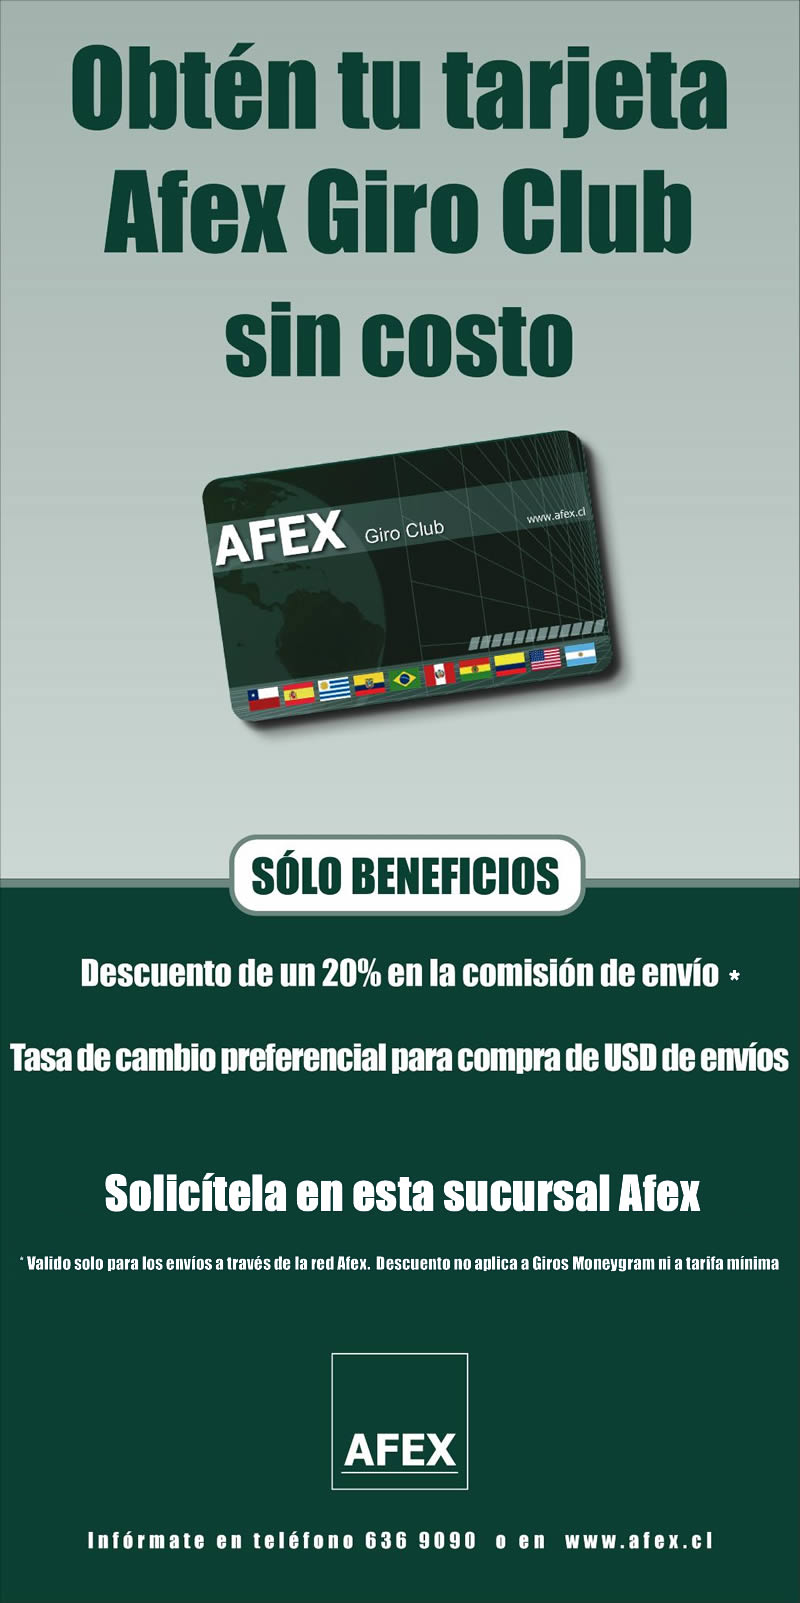 Obtén tu tarjeta
Afex Giro Club
sin costo
AFEX Giro Club www.afex.cl
SÓLO BENEFICIOS
Descuento de un 20% en la comisión de envío *
Tasa de cambio preferencial para compra de USD de envíos
Solicítela en esta sucursal Afex
* Valido solo para los envíos a través de la red Afex. Descuento no aplica a Giros Moneygram ni a tarifa mínima
AFEX
Infórmate en teléfono 636 9090 o en www.afex.cl